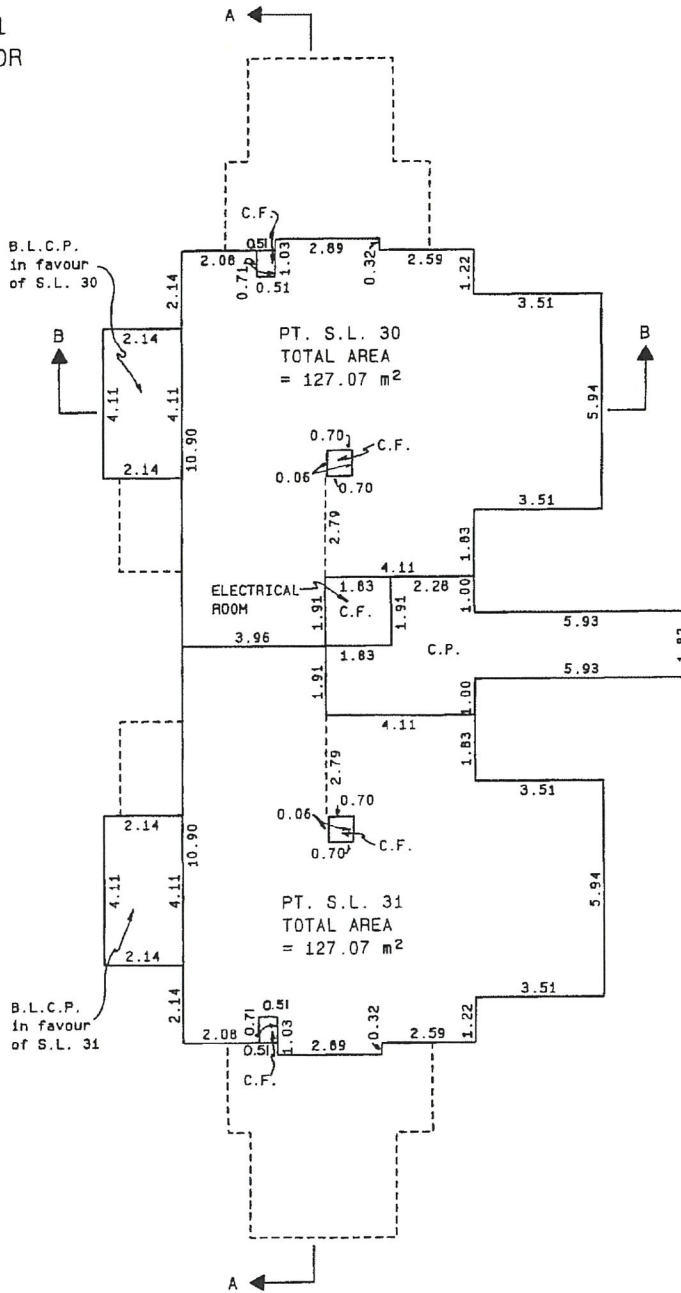 A
B.L.C.P.
in favour
of S.L. 30
C.F.
0.51
2.08
0.71
0.51
1.03
2.89
0.32
2.59
1.22
3.51
2.14
B
2.14
4.11
4.11
2.14
10.90
PT. S.L. 30
TOTAL AREA
= 127.07 m²
B
5.94
0.70
C.F.
0.06
0.70
2.79
3.51
1.83
4.11
ELECTRICAL
ROOM
1.83
2.28
C.F.
1.91
1.91
1.00
5.93
3.96
1.83
C.P.
1.91
5.93
1.00
4.11
1.83
2.79
3.51
0.70
0.06
C.F.
0.70
2.14
10.90
4.11
4.11
2.14
PT. S.L. 31
TOTAL AREA
= 127.07 m²
5.94
B.L.C.P.
in favour
of S.L. 31
2.14
3.51
0.51
0.71
2.08
0.51
1.03
2.89
0.32
2.59
1.22
C.F.
A